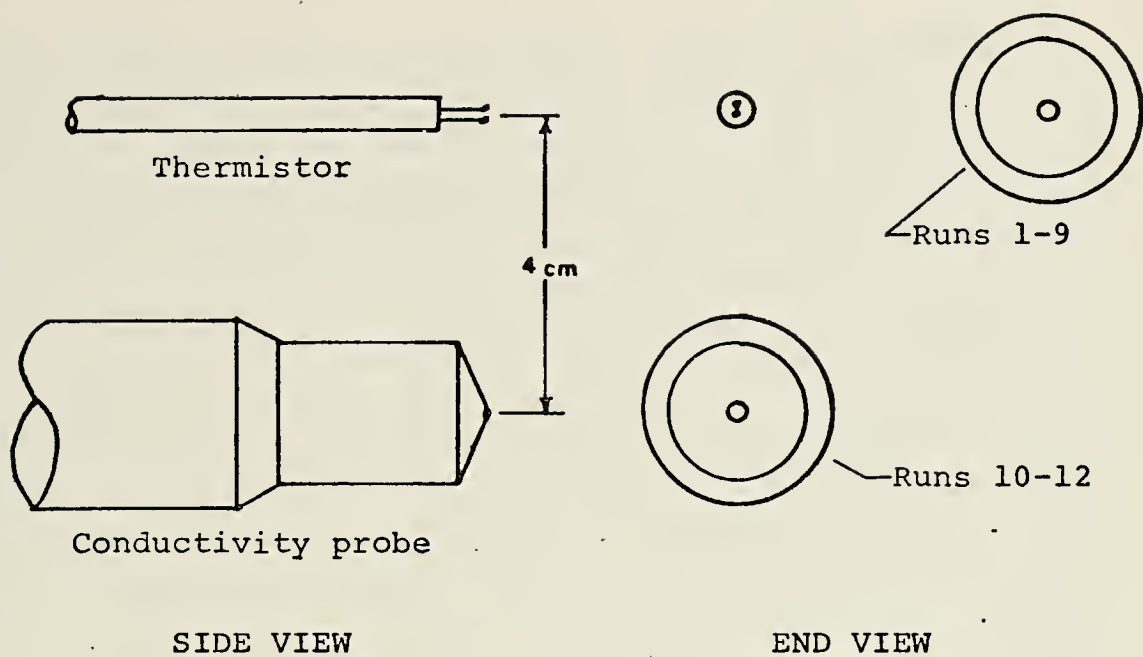 Thermistor
Runs 1-9
4 cm
Runs 10-12
Conductivity probe
SIDE VIEW
END VIEW